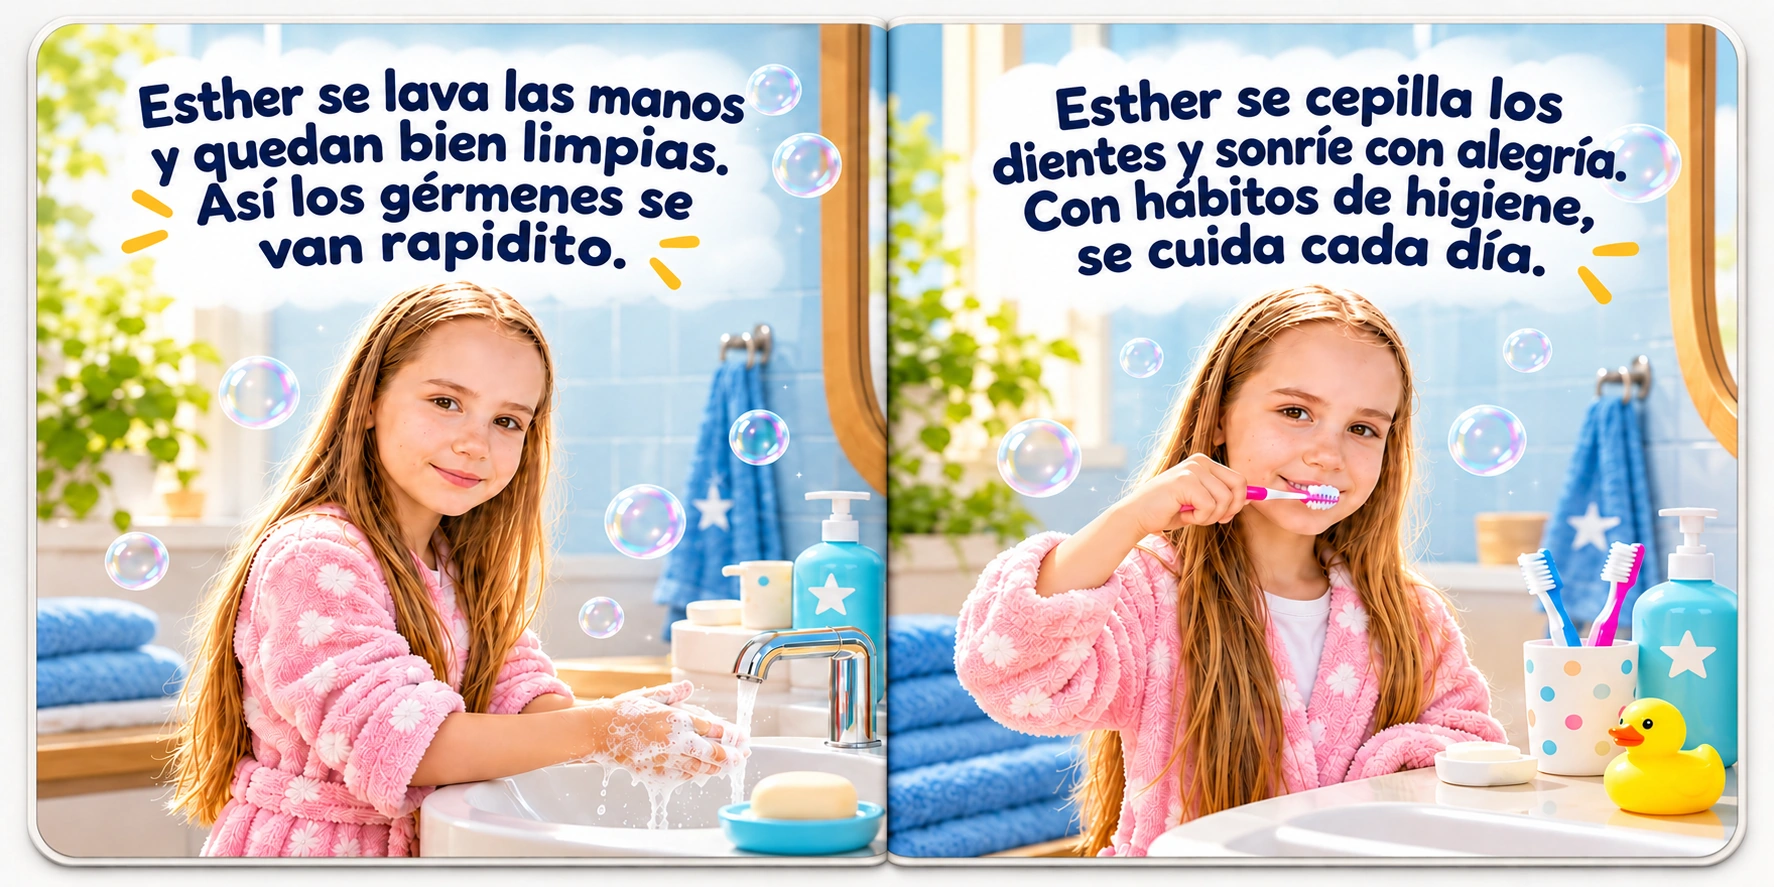 Esther se lava las manos
y quedan bien limpias.
Así los gérmenes se
van rapidito.
Esther se cepilla los
dientes y sonríe con alegría.
Con hábitos de higiene,
se cuida cada día.